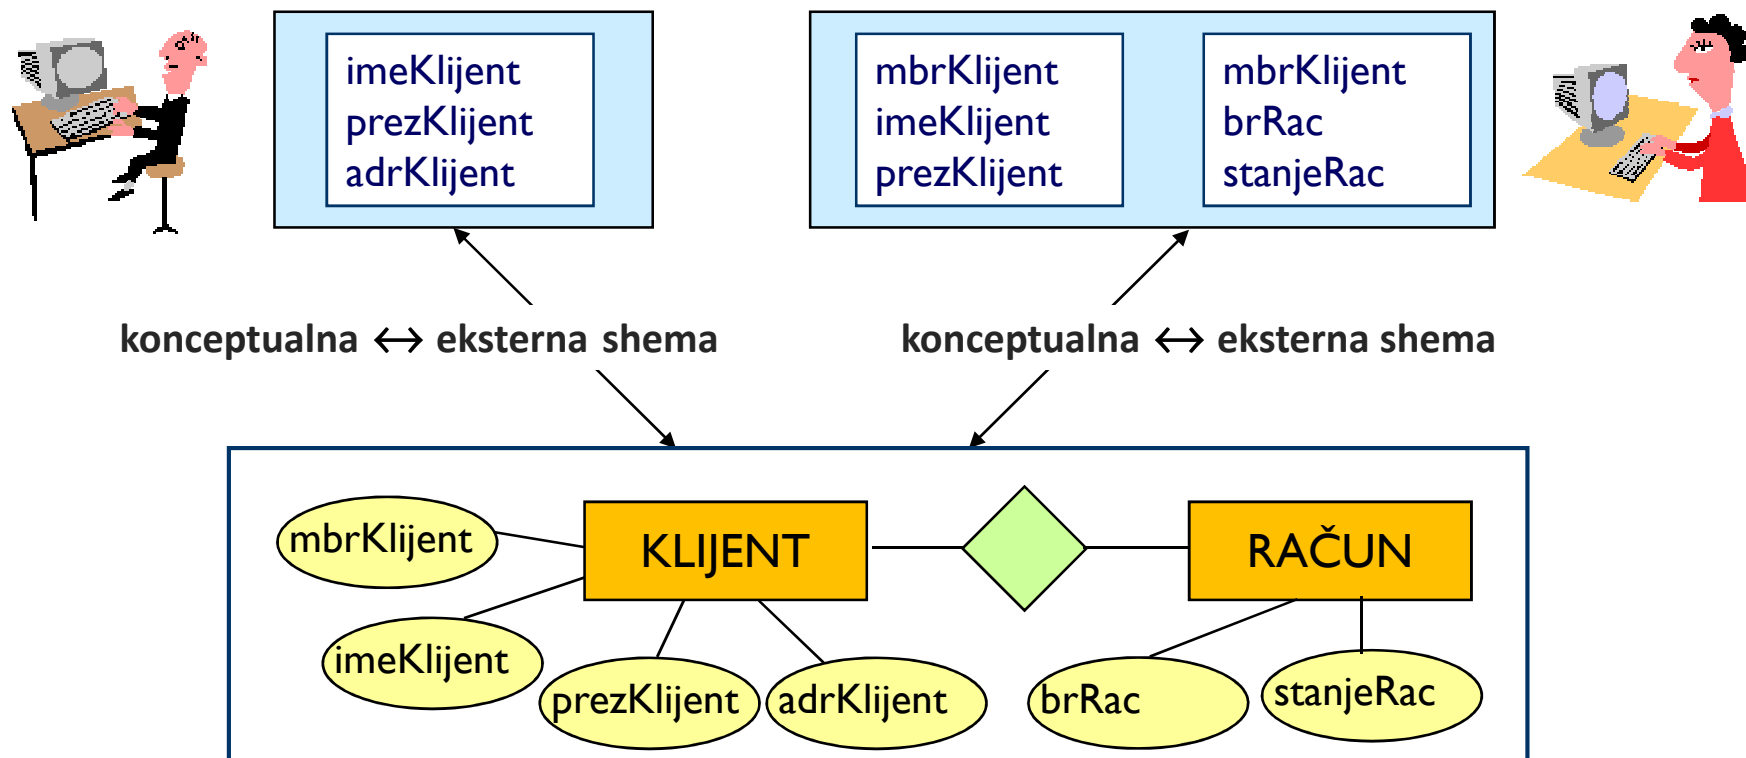 imeKlijent
prezKlijent
adrKlijent
mbrKlijent
imeKlijent
prezKlijent
mbrKlijent
brRac
stanjeRac
konceptualna ↔ eksterna shema
konceptualna ↔ eksterna shema
KLIJENT
RAČUN
mbrKlijent
imeKlijent
prezKlijent
adrKlijent
brRac
stanjeRac